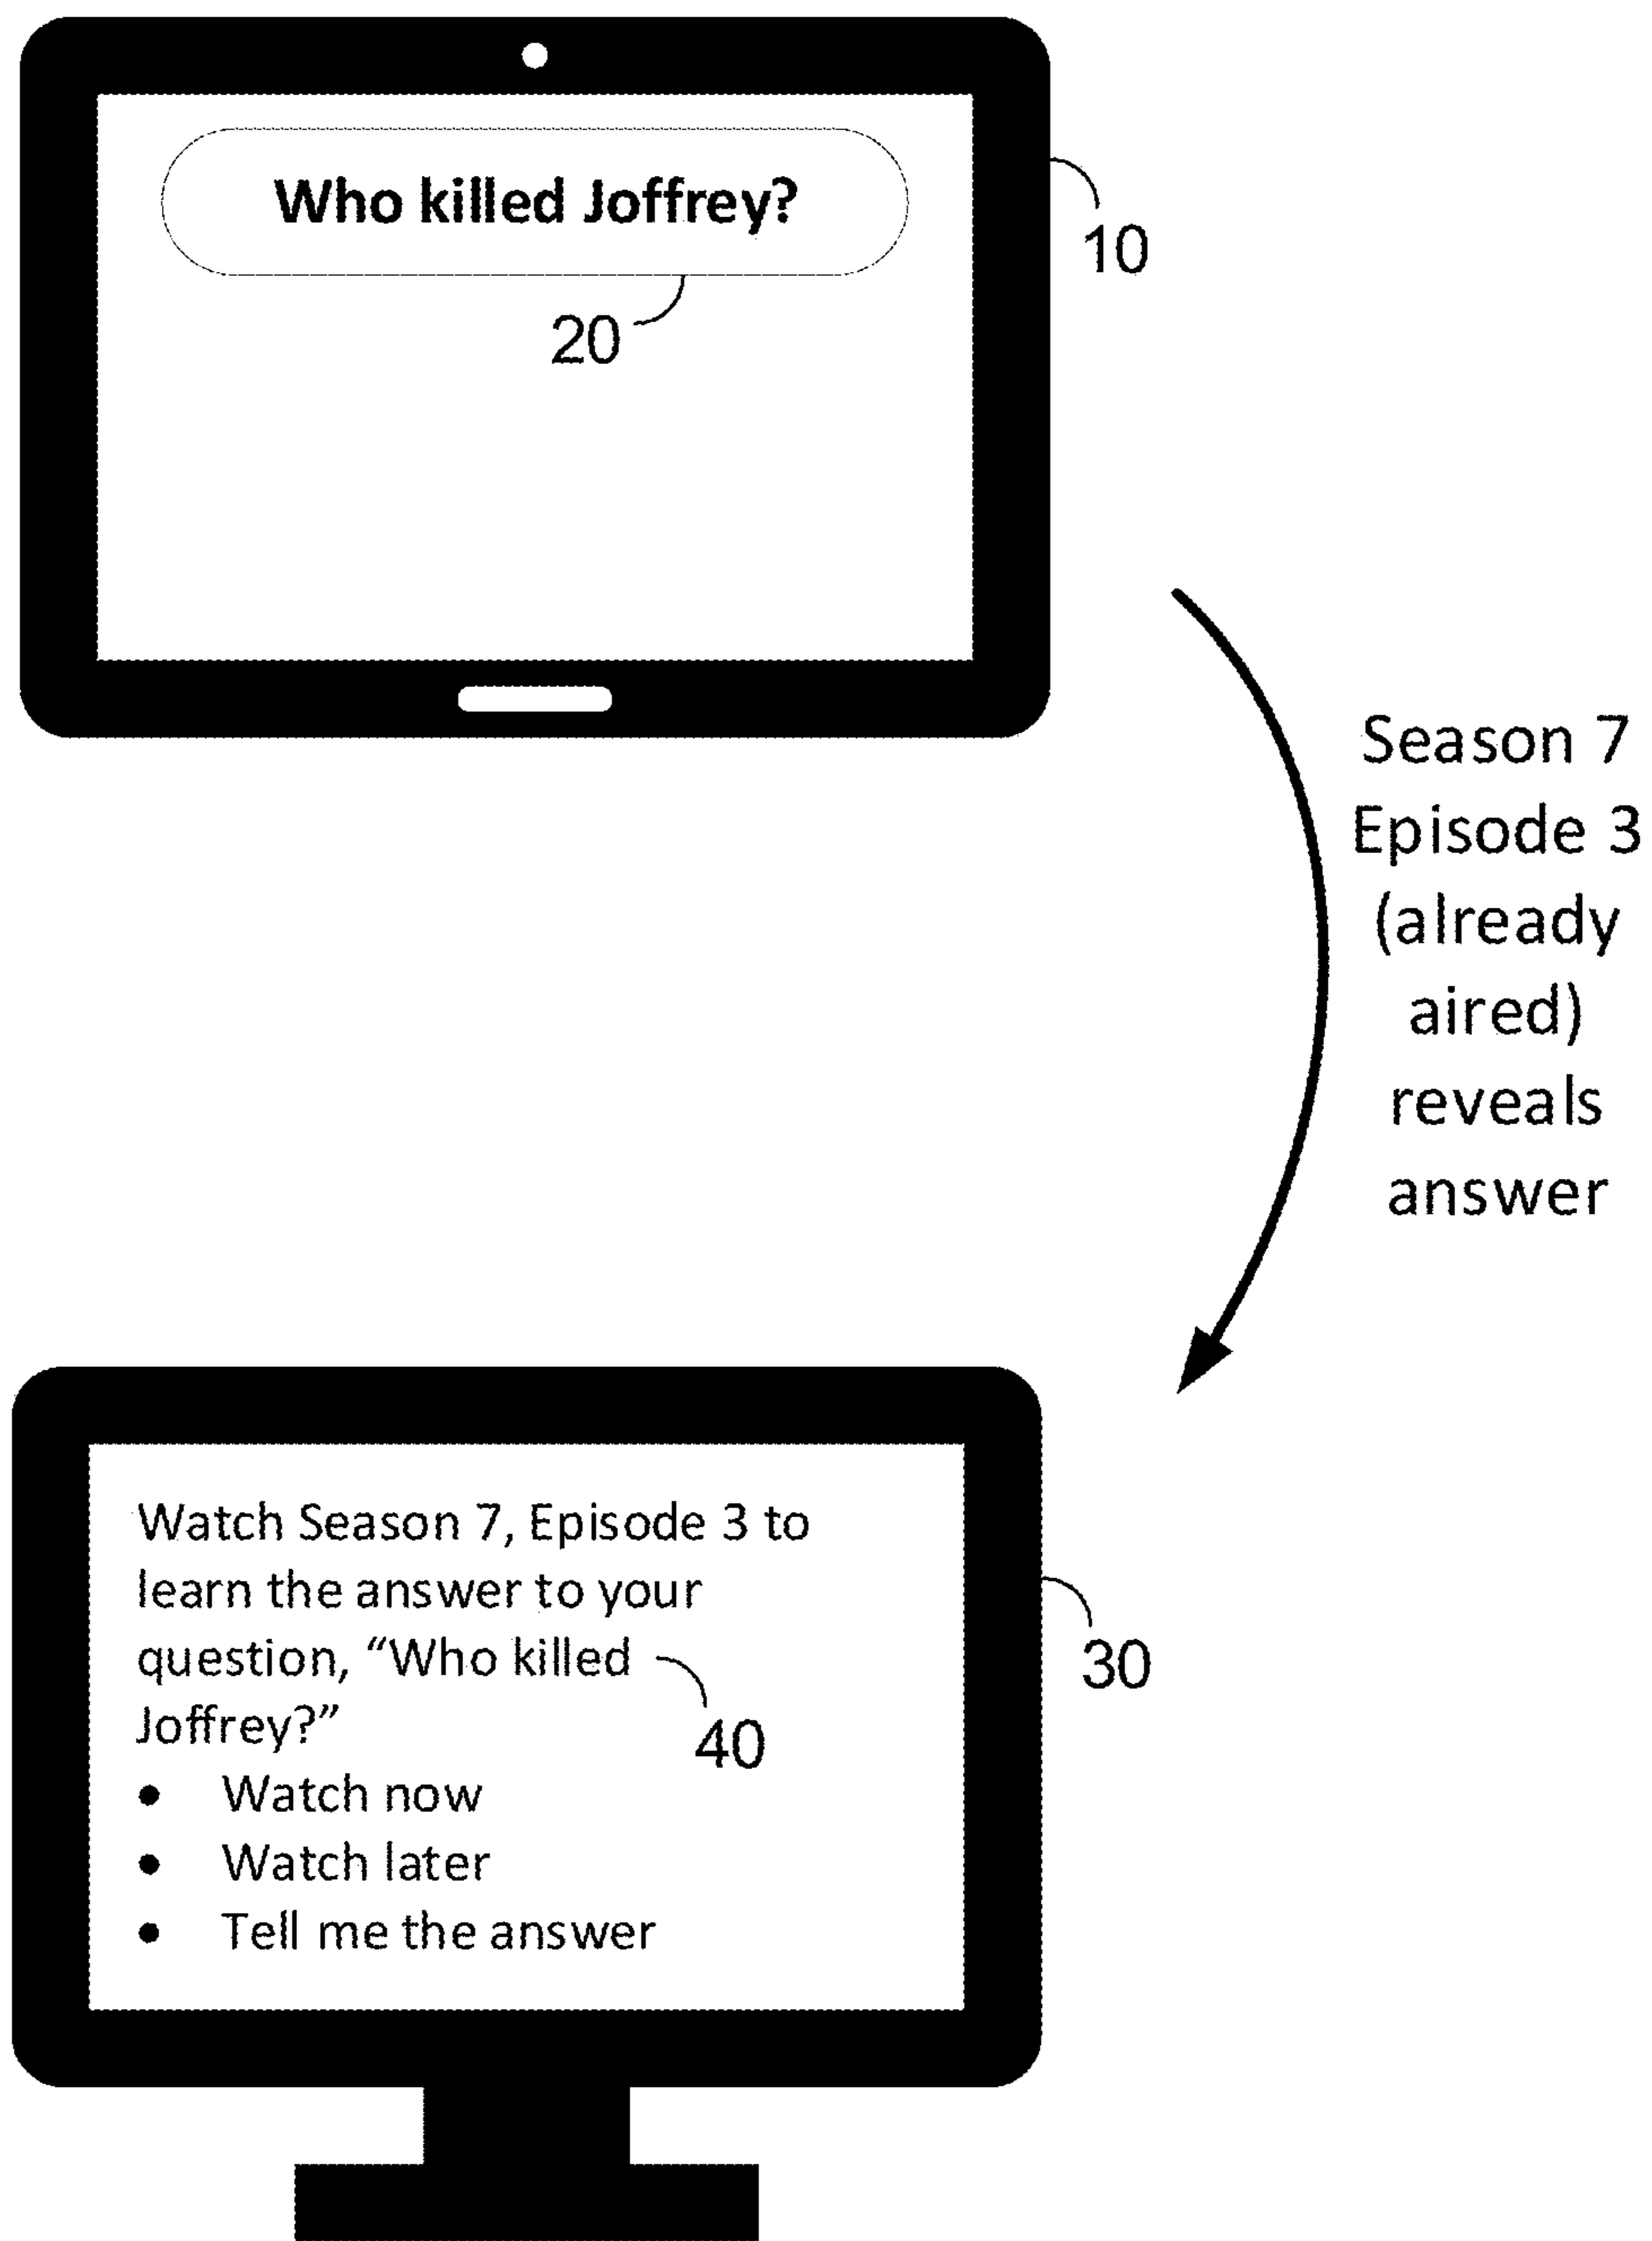 Who killed Joffrey?
10
20
Season 7
Episode 3
(already
aired)
reveals
answer
Watch Season 7, Episode 3 to
learn the answer to your
question, “Who killed
Joffrey?”
40
30
• Watch now
• Watch later
• Tell me the answer